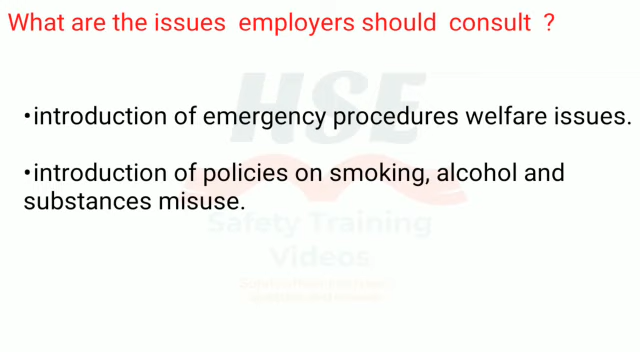 What are the issues employers should consult ?
•introduction of emergency procedures welfare issues.
•introduction of policies on smoking, alcohol and
substances misuse.
HSE
Safety Training
Videos